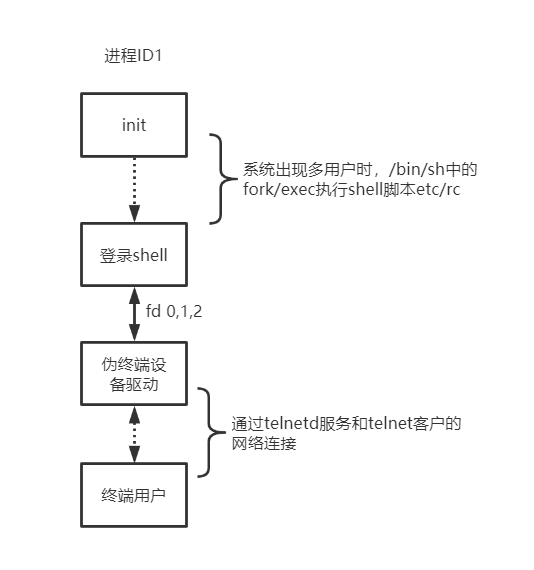 进程ID1
init
系统出现多用户时，/bin/sh中的
fork/exec执行shell脚本etc/rc
登录shell
fd 0,1,2
伪终端设
备驱动
通过telnetd服务和telnet客户的
网络连接
终端用户